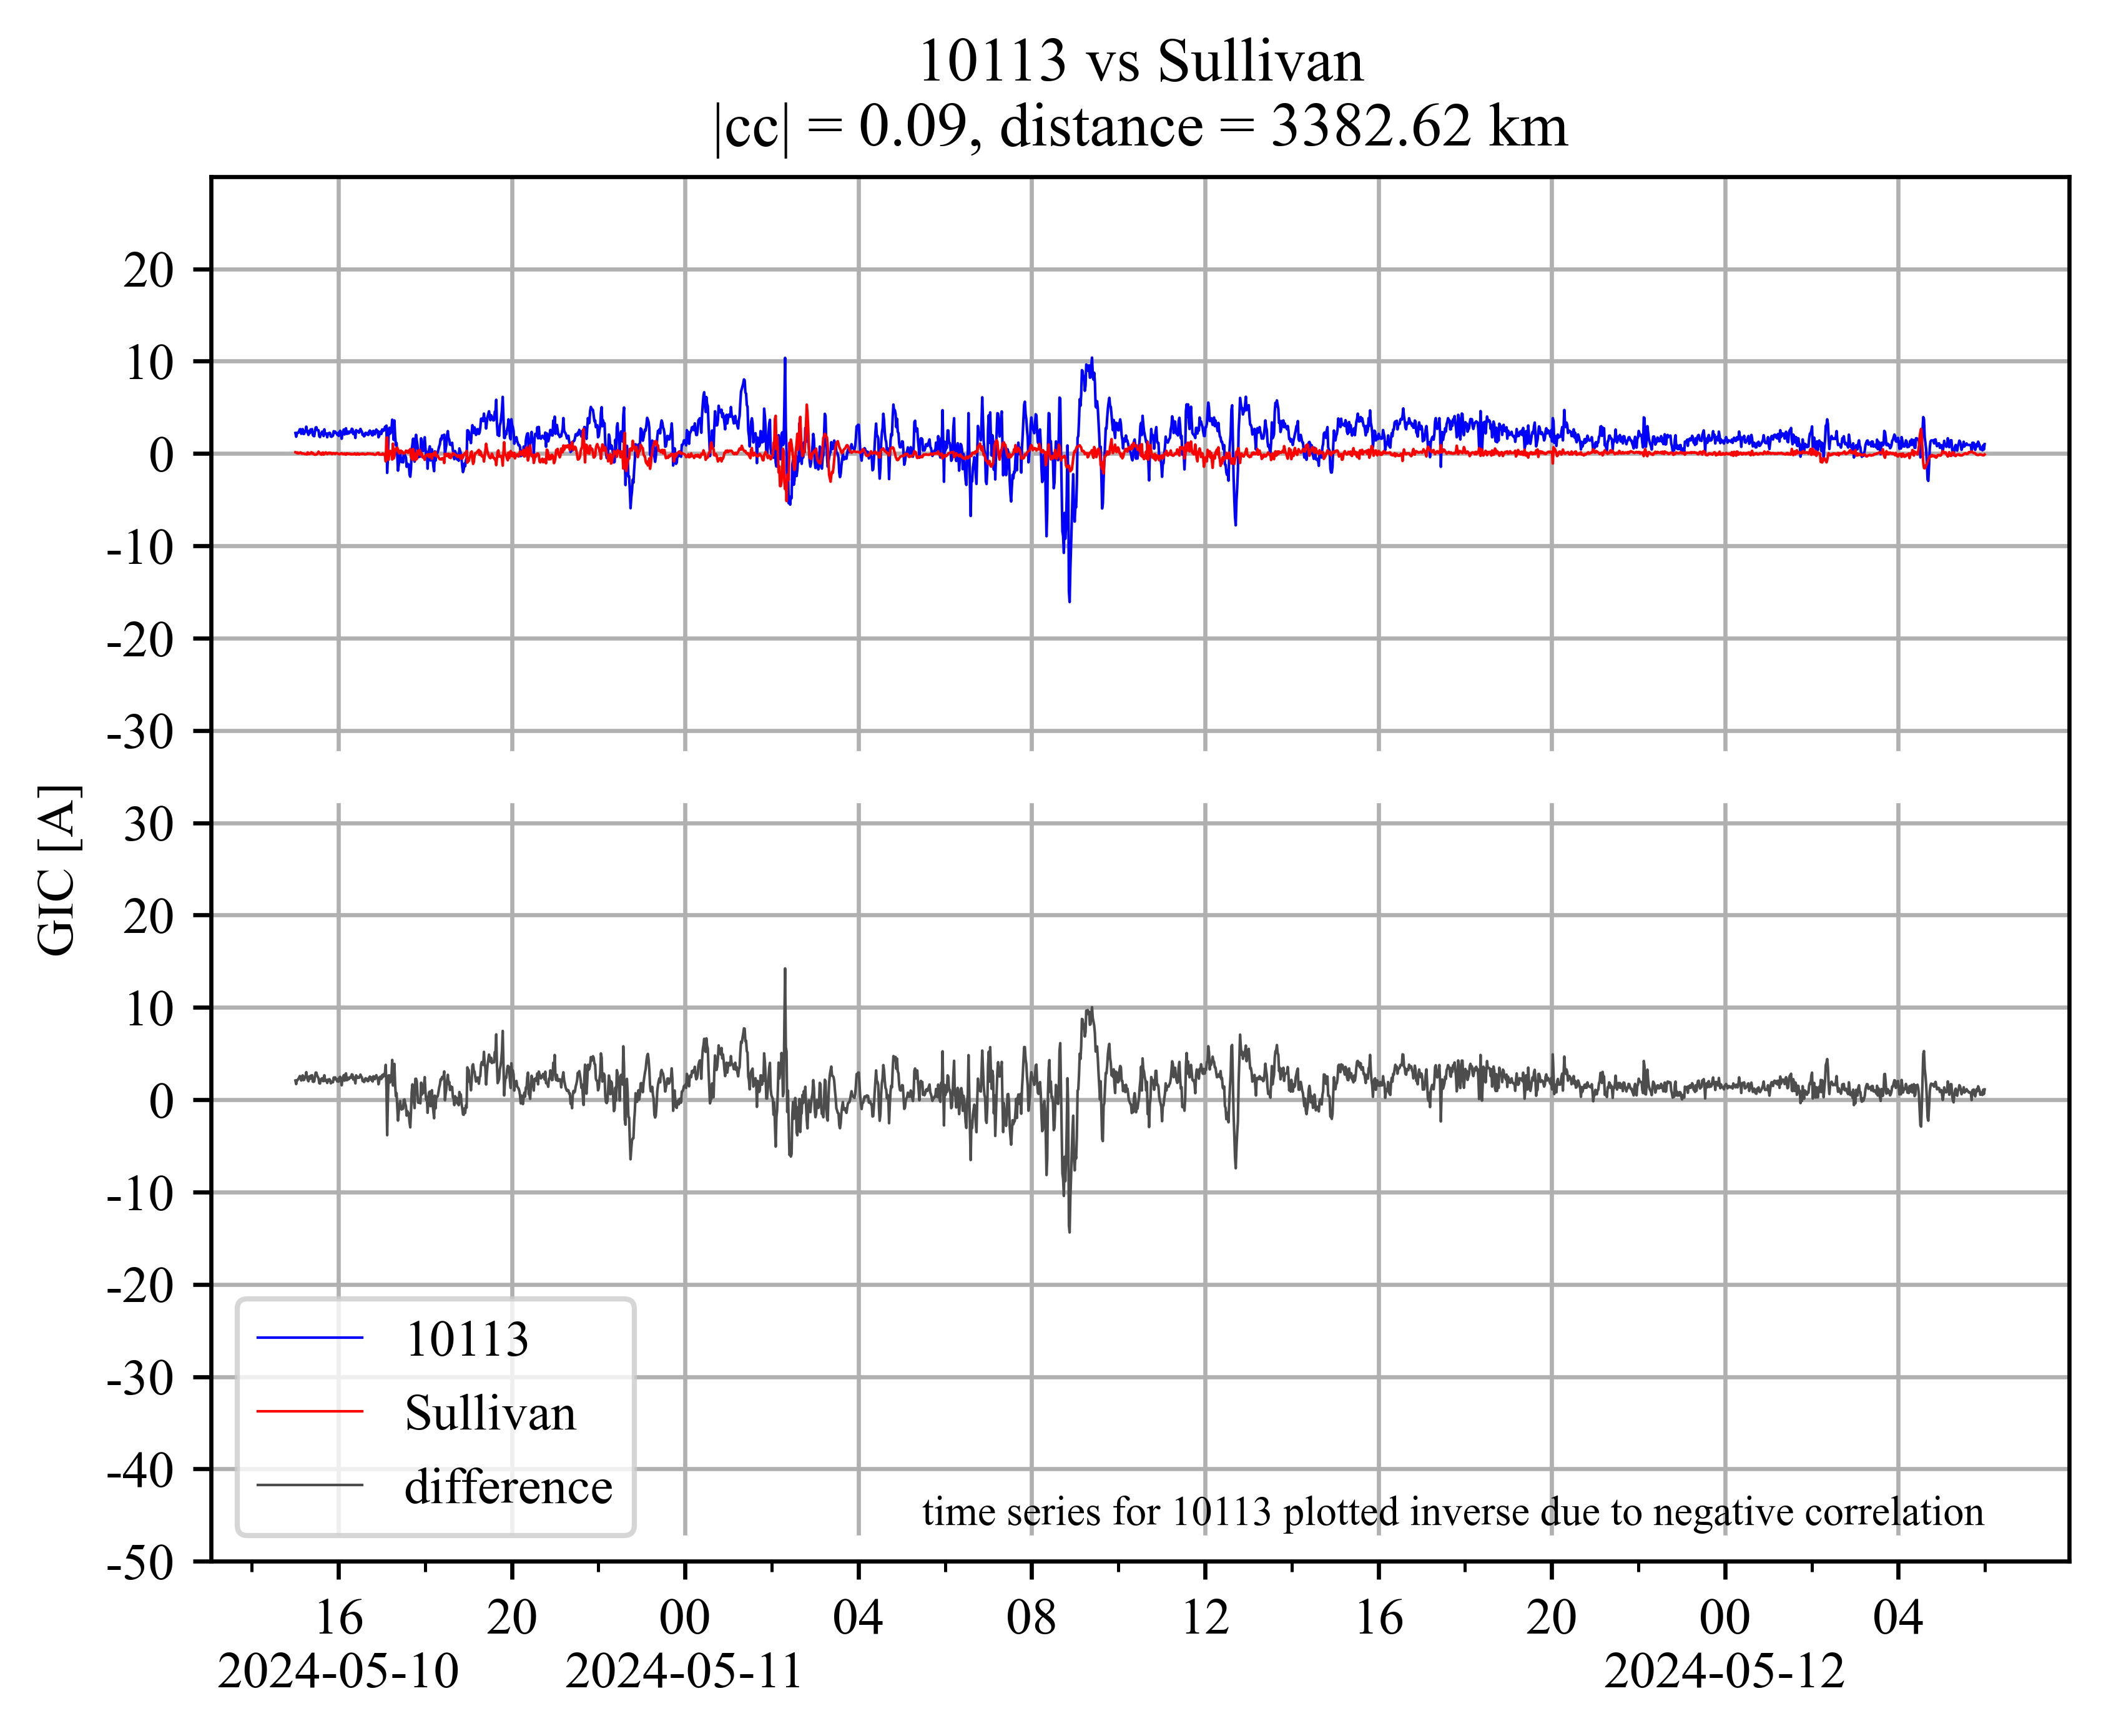 10113 vs Sullivan
|cc| = 0.09, distance = 3382.62 km
20
10
0
-10
-20
-30
30
20
10
0
-10
-20
-30
-40
-50
GIC [A]
10113
Sullivan
difference
time series for 10113 plotted inverse due to negative correlation
16 20 00 04 08 12 16 20 00 04
2024-05-10 2024-05-11 2024-05-12